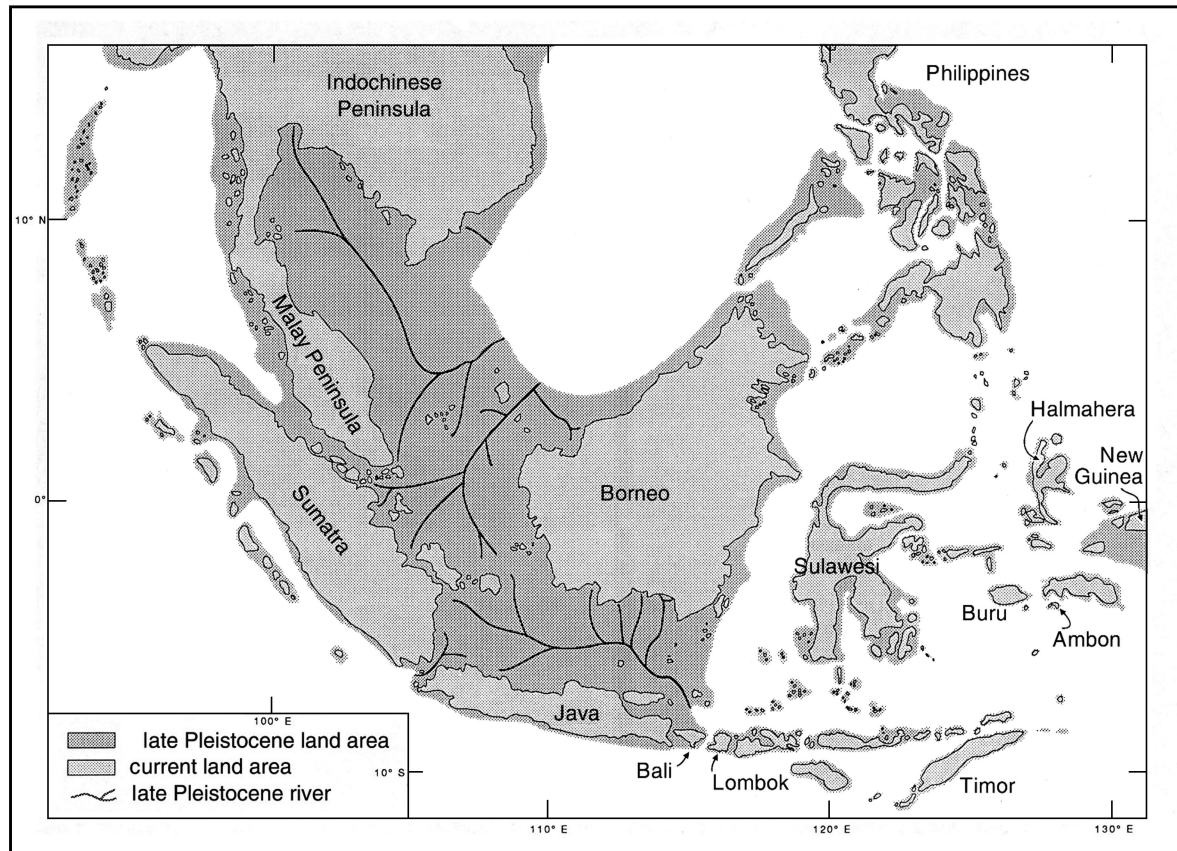 Indochinese
Peninsula
Philippines
10° N
Malay Peninsula
Halmahera
New
Guinea
0°
Sumatra
Borneo
Sulawesi
Buru
Ambon
Java
100° E
late Pleistocene land area
current land area
10° S
late Pleistocene river
Bali
Lombok
Timor
110° E
120° E
130° E